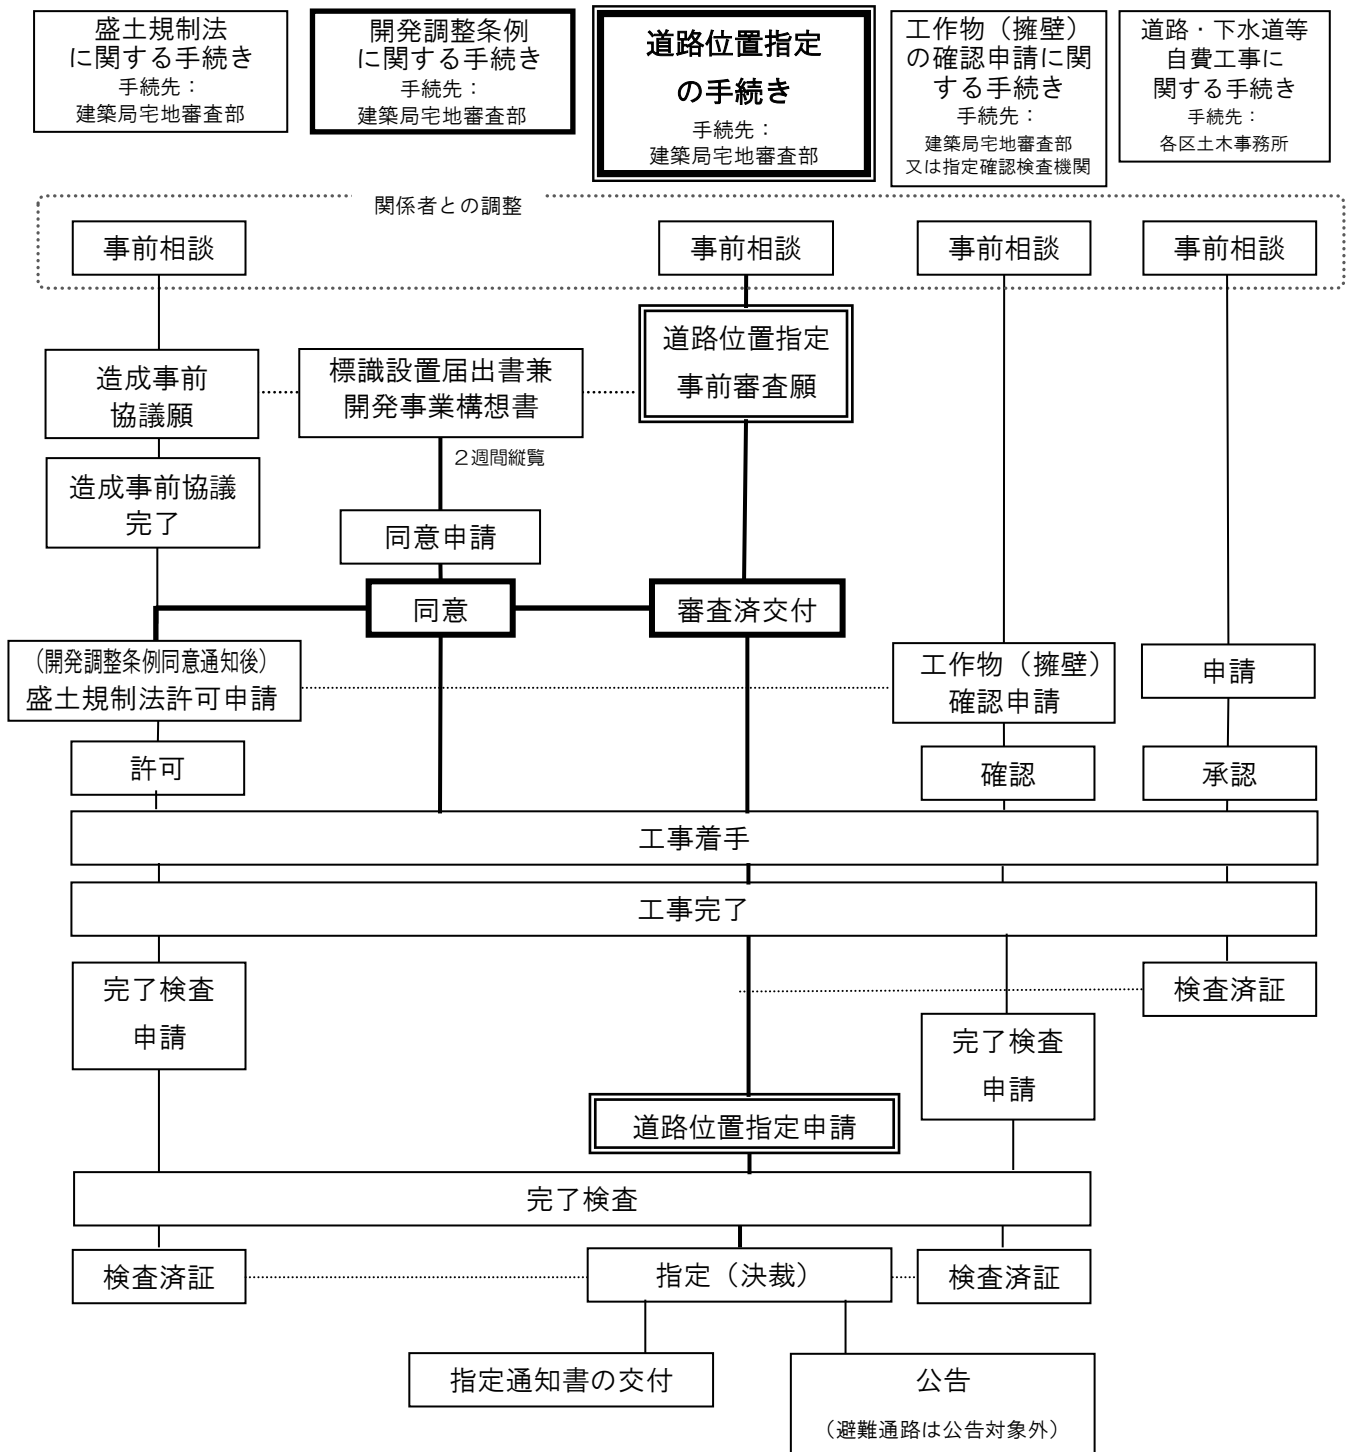 盛土規制法
に関する手続き
手続先：
建築局宅地審査部
開発調整条例
に関する手続き
手続先：
建築局宅地審査部
道路位置指定
の手続き
手続先：
建築局宅地審査部
工作物（擁壁）
の確認申請に関
する手続き
手続先：
建築局宅地審査部
又は指定確認検査機関
道路・下水道等
自費工事に
関する手続き
手続先：
各区土木事務所
関係者との調整
事前相談
事前相談
事前相談
事前相談
造成事前
協議願
標識設置届出書兼
開発事業構想書
道路位置指定
事前審査願
２週間縦覧
造成事前協議
完了
同意申請
同意
審査済交付
（開発調整条例同意通知後）
盛土規制法許可申請
工作物（擁壁）
確認申請
申請
許可
確認
承認
工事着手
工事完了
完了検査
申請
検査済証
完了検査
申請
道路位置指定申請
完了検査
検査済証
指定（決裁）
検査済証
指定通知書の交付
公告
（避難通路は公告対象外）